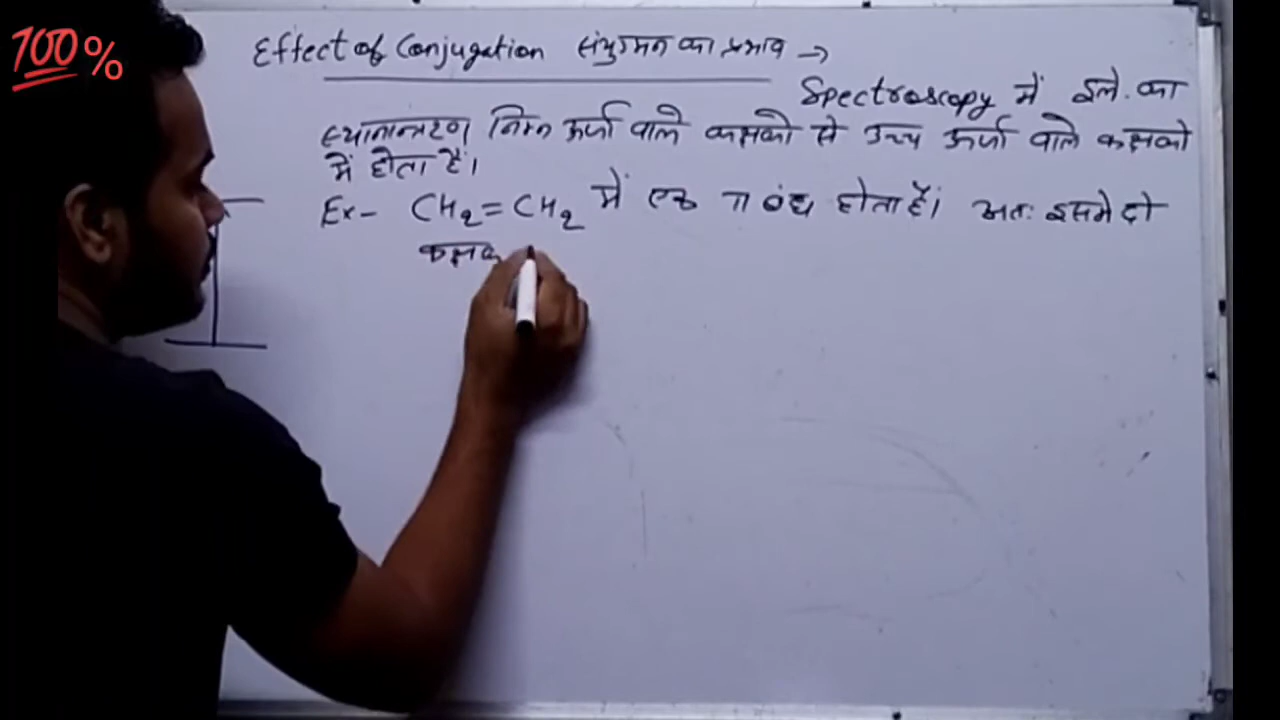 100%
Effect of Conjugation संयुग्मन का प्रभाव →
Spectroscopy में इले. का
स्थानान्तरण निम्न ऊर्जा वाले कक्षको से उच्च ऊर्जा वाले कक्षको
में होता है।
Ex- CH2=CH2 में एक π बंध होता है। अतः इसमे दो
कक्षक